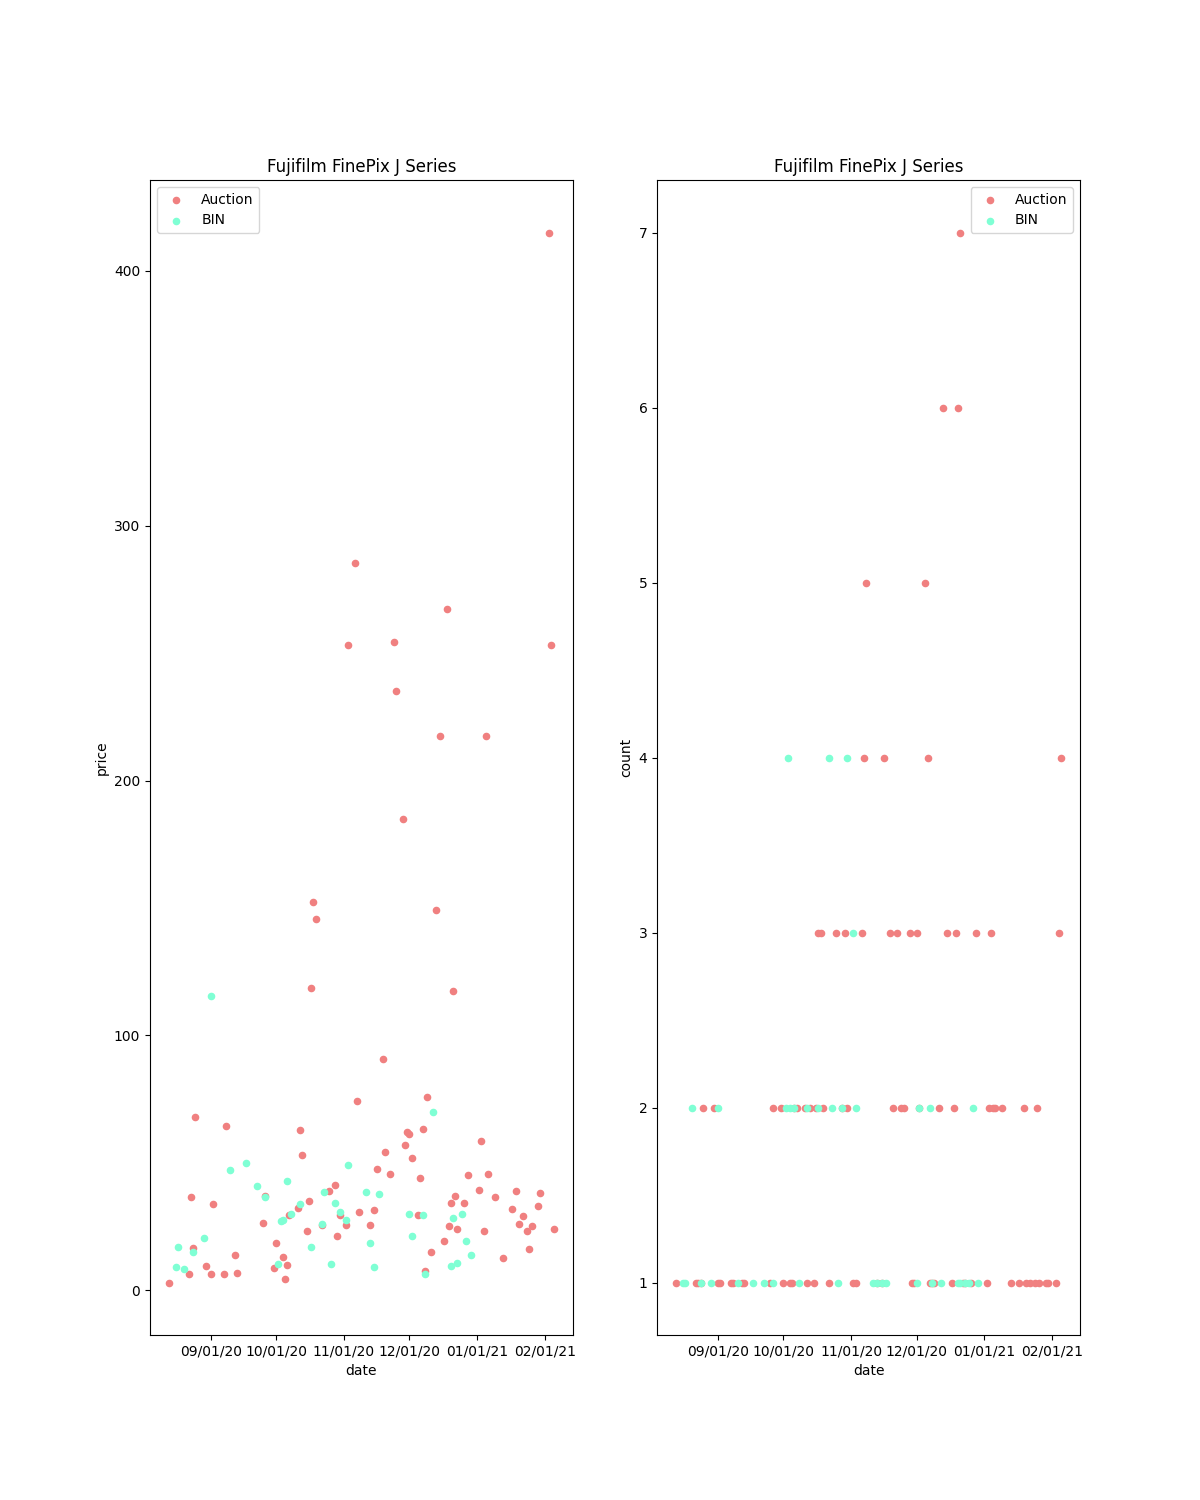 Fujifilm FinePix J Series
Auction
BIN
400
300
200
100
0
price
09/01/20 10/01/20 11/01/20 12/01/20 01/01/21 02/01/21
date
Fujifilm FinePix J Series
Auction
BIN
7
6
5
4
3
2
1
count
09/01/20 10/01/20 11/01/20 12/01/20 01/01/21 02/01/21
date